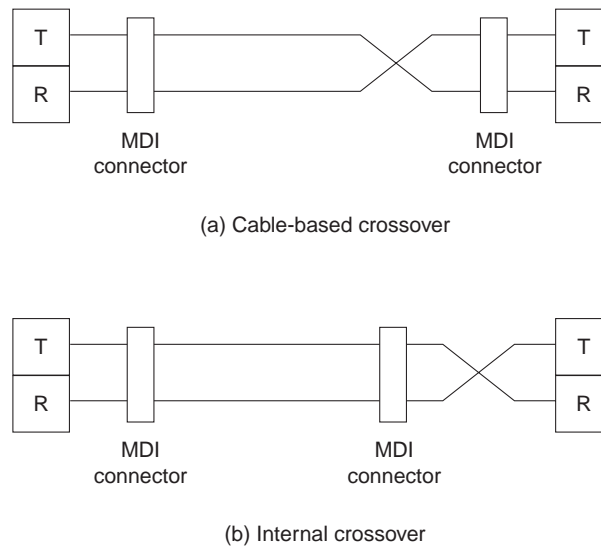 T
T
R
R
MDI
connector
MDI
connector
(a) Cable-based crossover
T
T
R
R
MDI
connector
MDI
connector
(b) Internal crossover